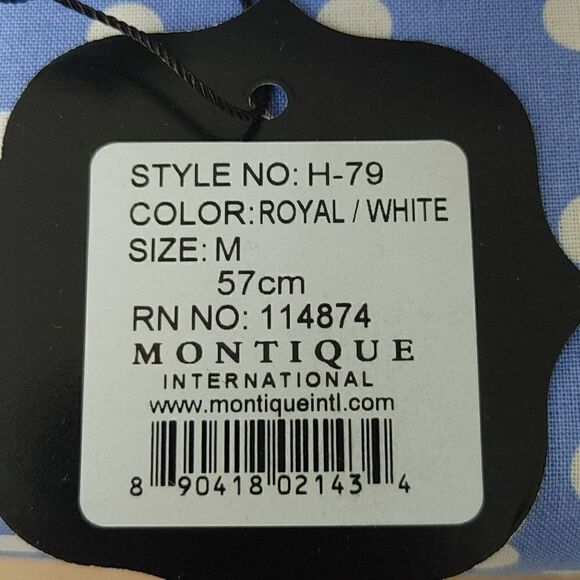 STYLE NO: H-79
COLOR: ROYAL / WHITE
SIZE: M
57cm
RN NO: 114874
MONTIQUE
INTERNATIONAL
www.montiqueintl.com
8 90418 02143 4